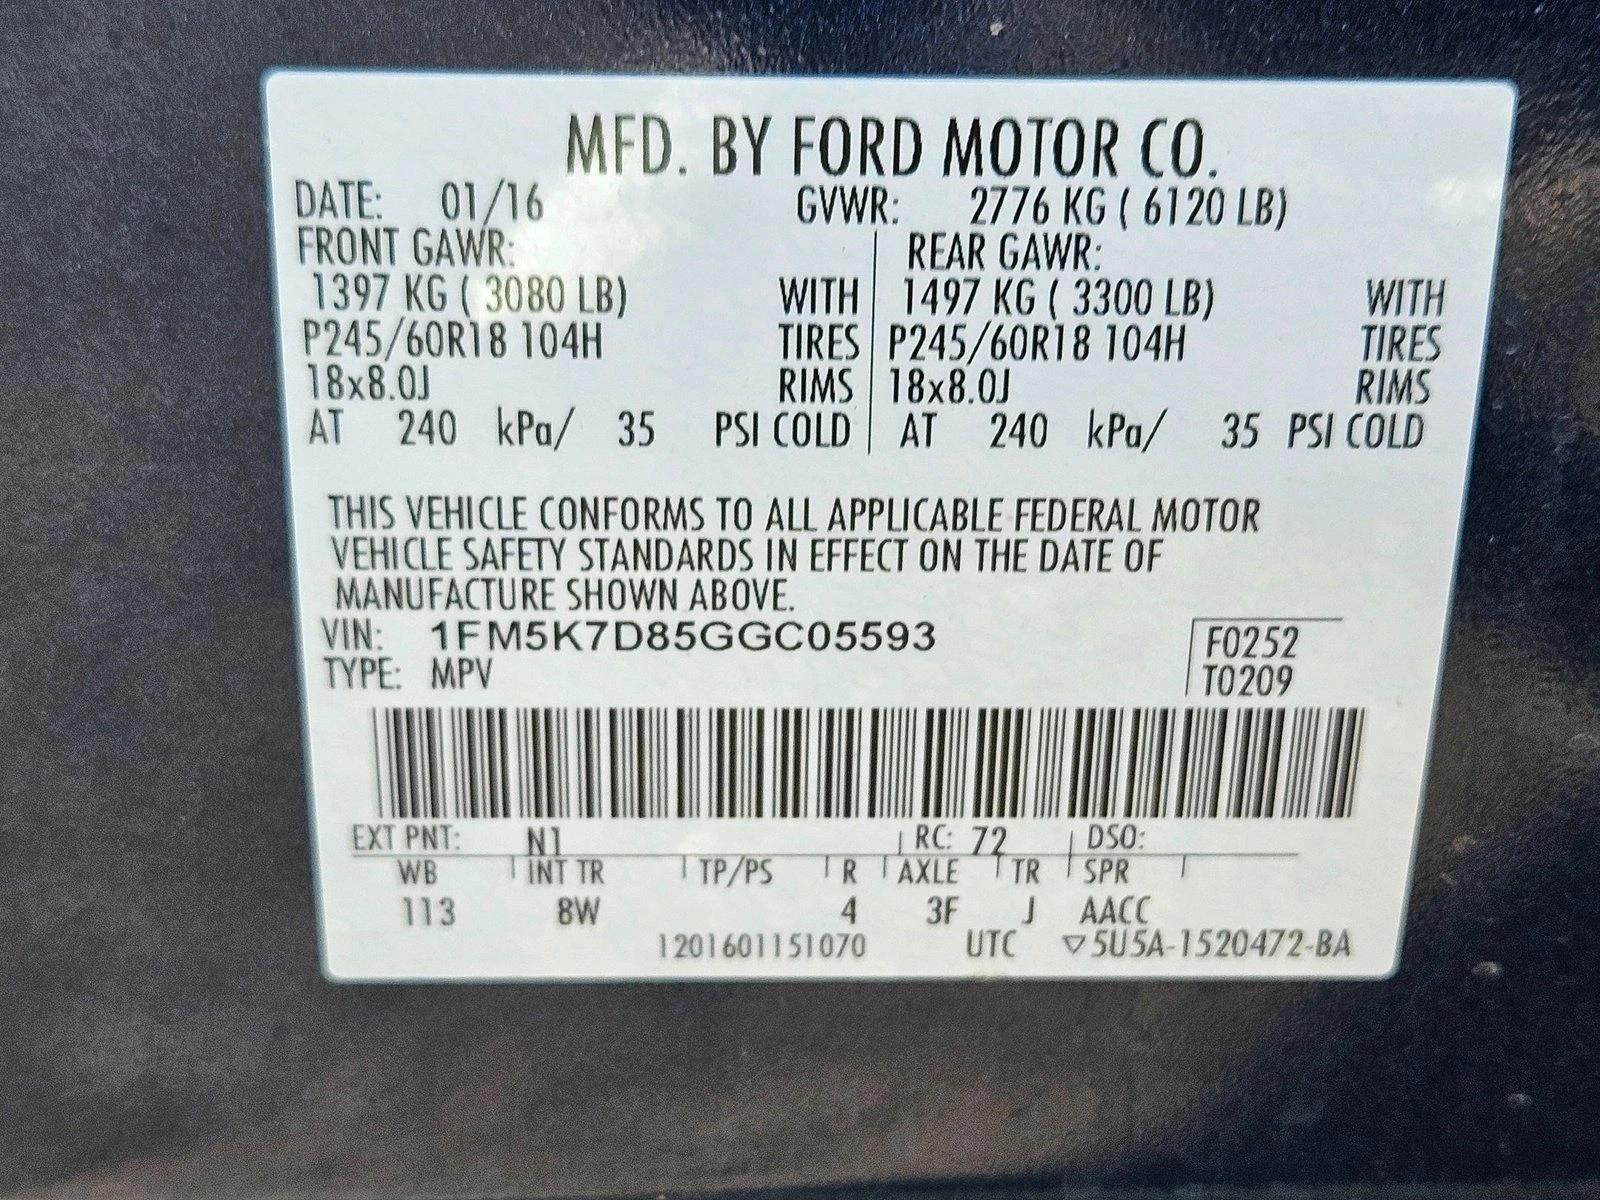 MFD. BY FORD MOTOR CO.
DATE: 01/16 GVWR: 2776 KG ( 6120 LB)
FRONT GAWR: REAR GAWR:
1397 KG ( 3080 LB) WITH 1497 KG ( 3300 LB) WITH
P245/60R18 104H TIRES P245/60R18 104H TIRES
18x8.0J RIMS 18x8.0J RIMS
AT 240 kPa/ 35 PSI COLD AT 240 kPa/ 35 PSI COLD
THIS VEHICLE CONFORMS TO ALL APPLICABLE FEDERAL MOTOR
VEHICLE SAFETY STANDARDS IN EFFECT ON THE DATE OF
MANUFACTURE SHOWN ABOVE.
VIN: 1FM5K7D85GGC05593 F0252
TYPE: MPV T0209
EXT PNT: N1 RC: 72 DSO:
WB INT TR TP/PS R AXLE TR SPR
113 8W 4 3F J AACC
1201601151070 UTC ▽5U5A-1520472-BA